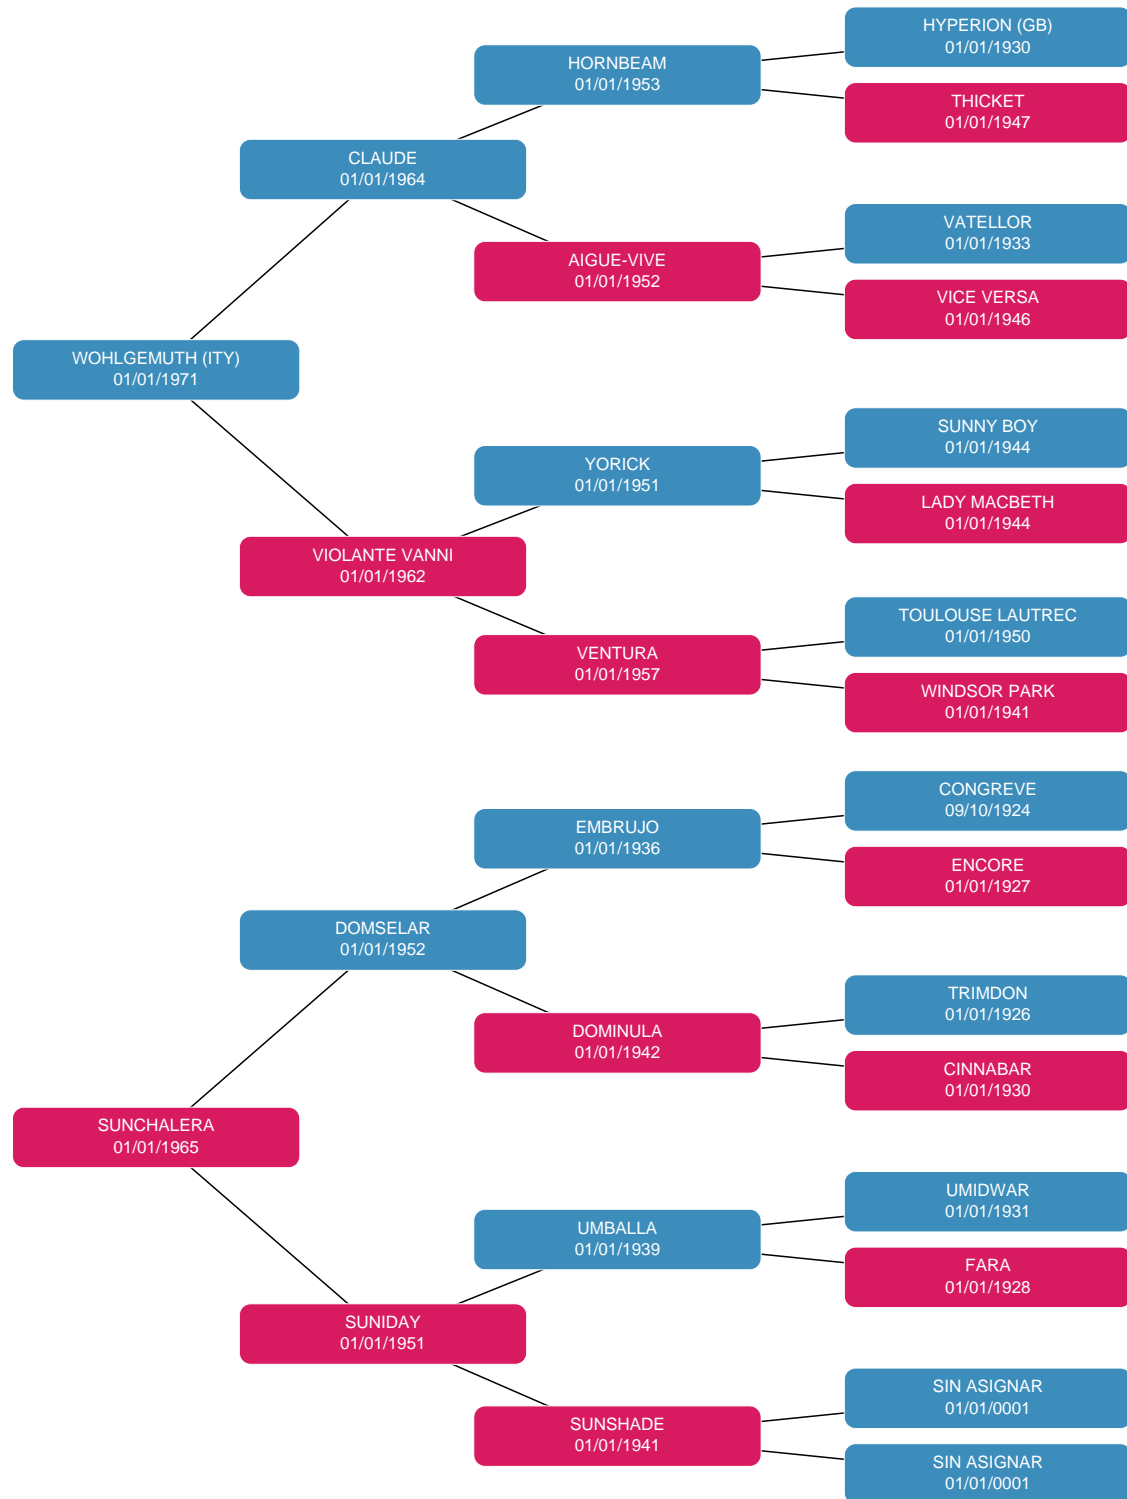 HYPERION (GB)
01/01/1930
HORNBEAM
01/01/1953
THICKET
01/01/1947
CLAUDE
01/01/1964
VATELLOR
01/01/1933
AIGUE-VIVE
01/01/1952
VICE VERSA
01/01/1946
WOHLGEMUTH (ITY)
01/01/1971
SUNNY BOY
01/01/1944
YORICK
01/01/1951
LADY MACBETH
01/01/1944
VIOLANTE VANNI
01/01/1962
TOULOUSE LAUTREC
01/01/1950
VENTURA
01/01/1957
WINDSOR PARK
01/01/1941
CONGREVE
09/10/1924
EMBRUJO
01/01/1936
ENCORE
01/01/1927
DOMSELAR
01/01/1952
TRIMDON
01/01/1926
DOMINULA
01/01/1942
CINNABAR
01/01/1930
SUNCHALERA
01/01/1965
UMIDWAR
01/01/1931
UMBALLA
01/01/1939
FARA
01/01/1928
SUNIDAY
01/01/1951
SIN ASIGNAR
01/01/0001
SUNSHADE
01/01/1941
SIN ASIGNAR
01/01/0001